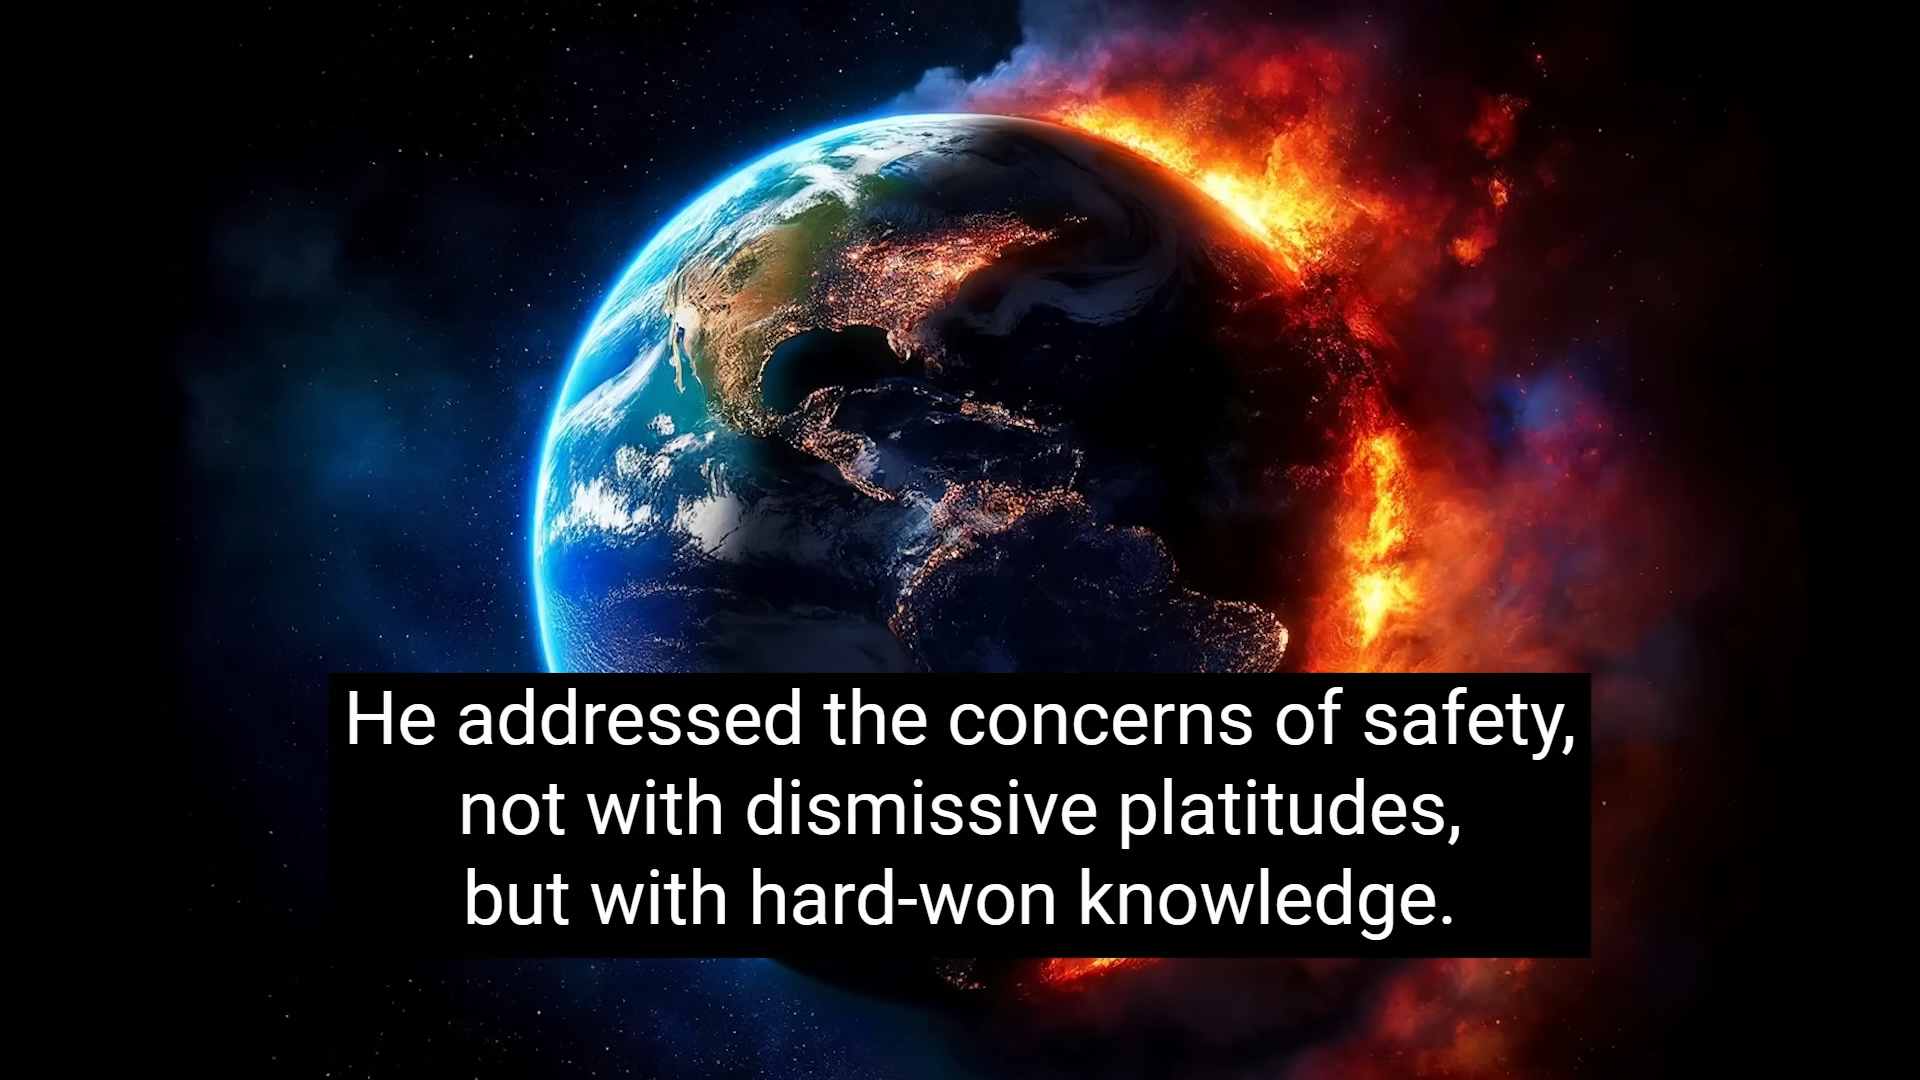 He addressed the concerns of safety,
not with dismissive platitudes,
but with hard-won knowledge.